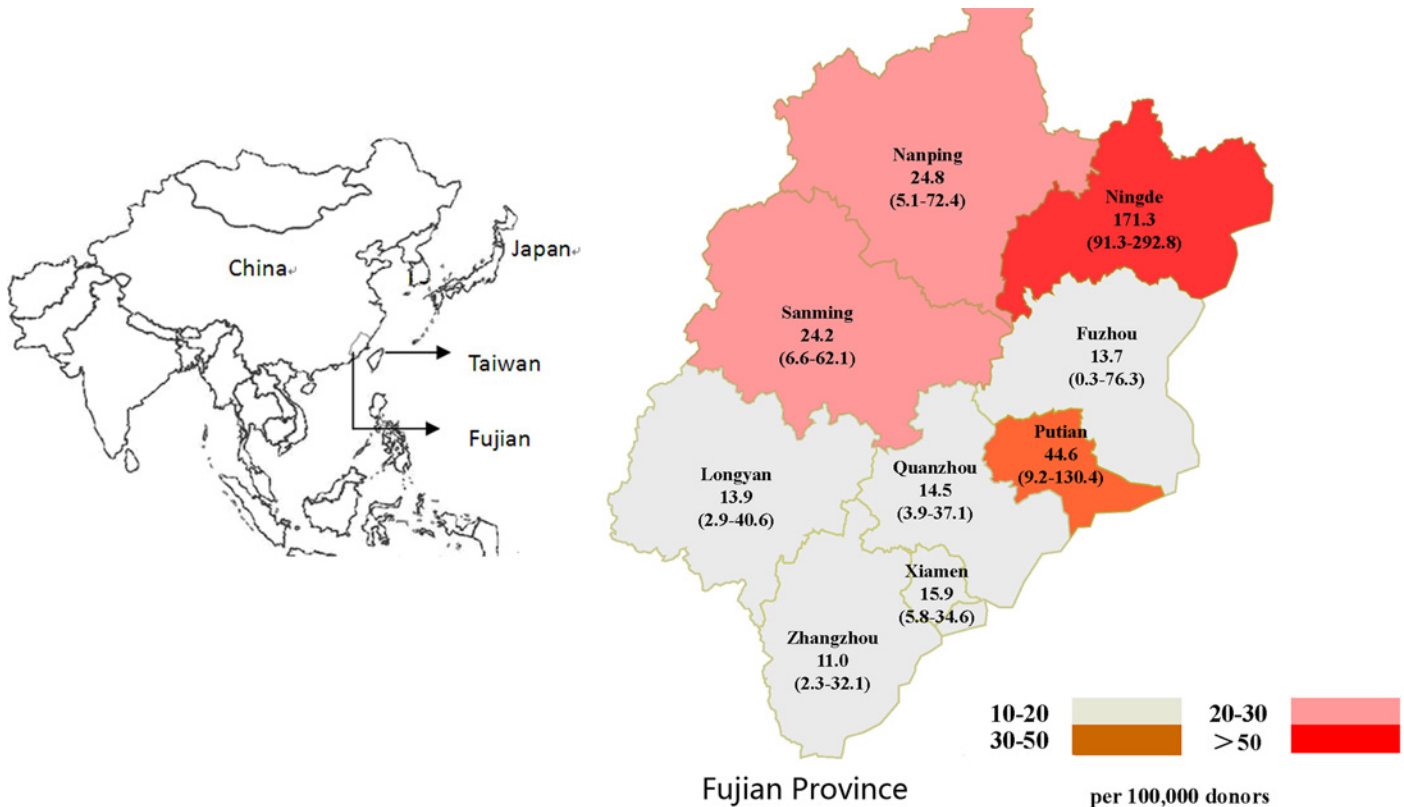 China
Japan
Taiwan
Fujian
Nanping
24.8
(5.1-72.4)
Ningde
171.3
(91.3-292.8)
Sanming
24.2
(6.6-62.1)
Fuzhou
13.7
(0.3-76.3)
Putian
44.6
(9.2-130.4)
Longyan
13.9
(2.9-40.6)
Quanzhou
14.5
(3.9-37.1)
Xiamen
15.9
(5.8-34.6)
Zhangzhou
11.0
(2.3-32.1)
10-20 20-30
30-50 >50
Fujian Province
per 100,000 donors